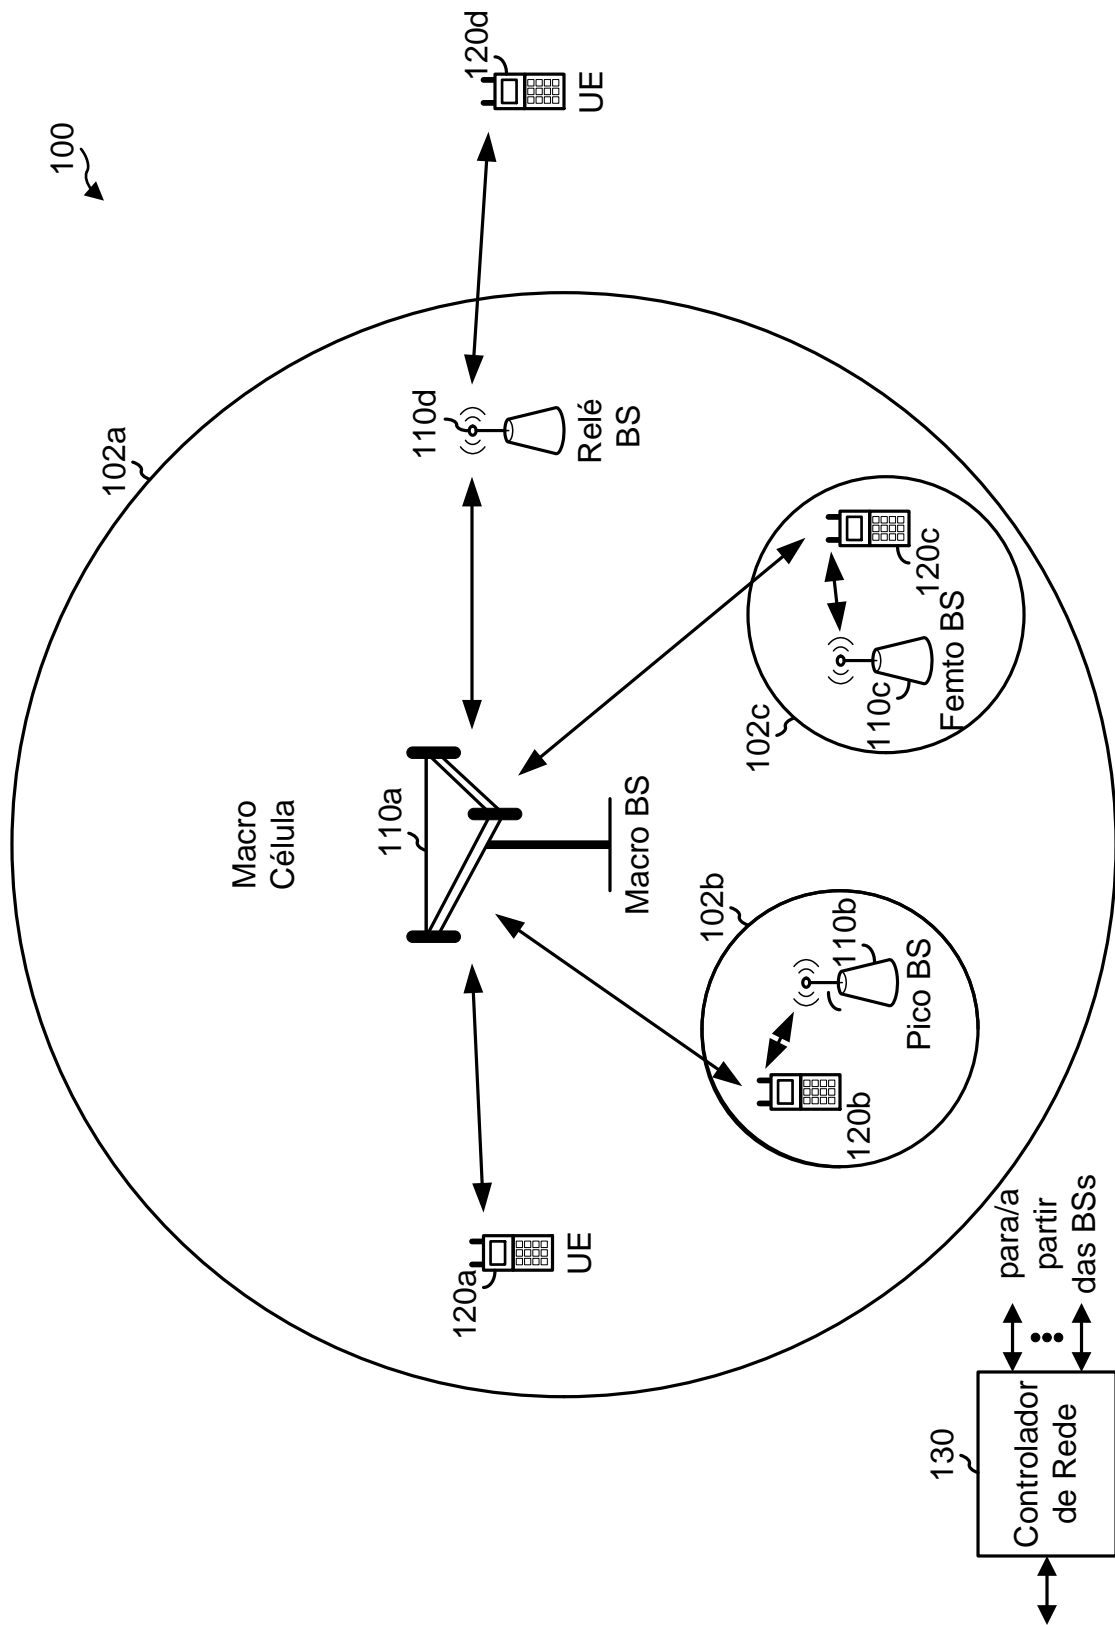 100
102a
Macro
Célula
110a
Macro BS
120a
UE
110d
Relé
BS
120d
UE
102b
110b
Pico BS
120b
102c
110c
Femto BS
120c
130
Controlador
de Rede
para/a
partir
das BSs